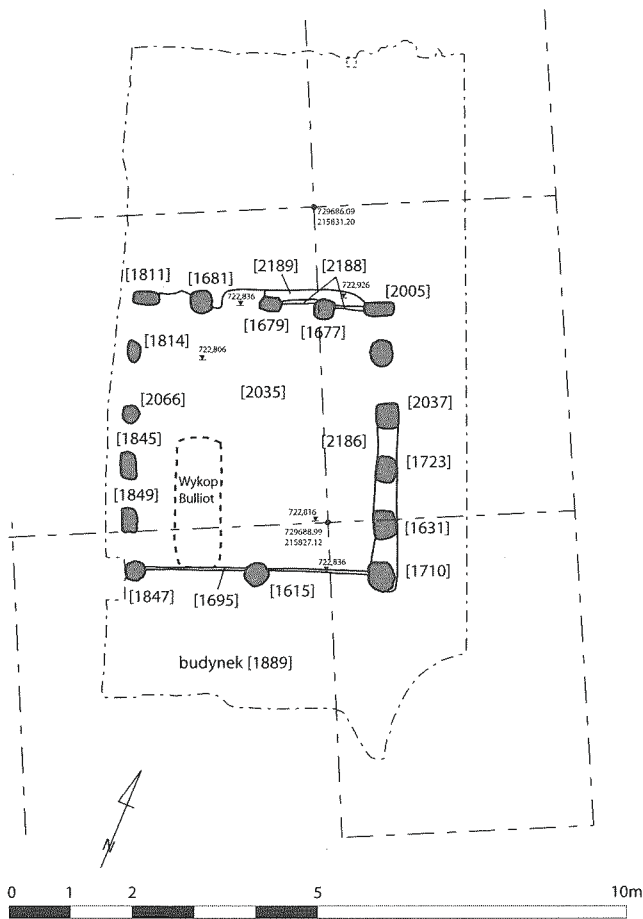 729686.09
215831.20
[2189] [2188]
[1811] [1681] [2005]
722,836 722,926
[1679] [1677]
[1814] 722,806
[2066] [2035] [2037]
[1845] [2186]
[1723]
Wykop
Bulliot
[1849]
722,816
[1631]
729688.99
215827.12
722,836
[1710]
[1847] [1695] [1615]
budynek [1889]
N
0 1 2 5 10m